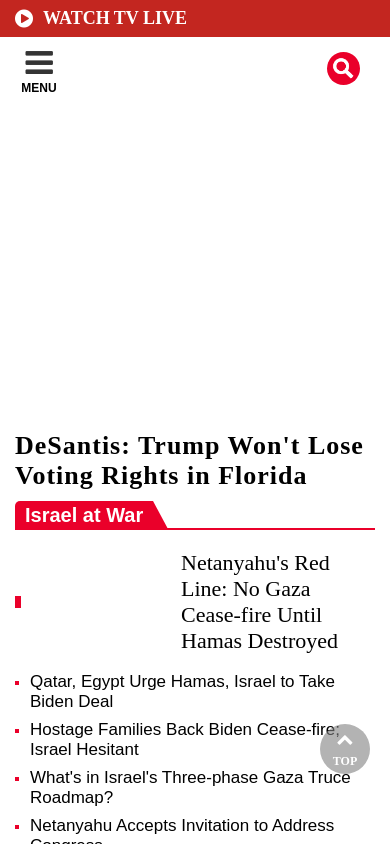 WATCH TV LIVE
MENU
DeSantis: Trump Won't Lose
Voting Rights in Florida
Israel at War
Netanyahu's Red
Line: No Gaza
Cease-fire Until
Hamas Destroyed
Qatar, Egypt Urge Hamas, Israel to Take
Biden Deal
Hostage Families Back Biden Cease-fire;
Israel Hesitant
TOP
What's in Israel's Three-phase Gaza Truce
Roadmap?
Netanyahu Accepts Invitation to Address
Congress